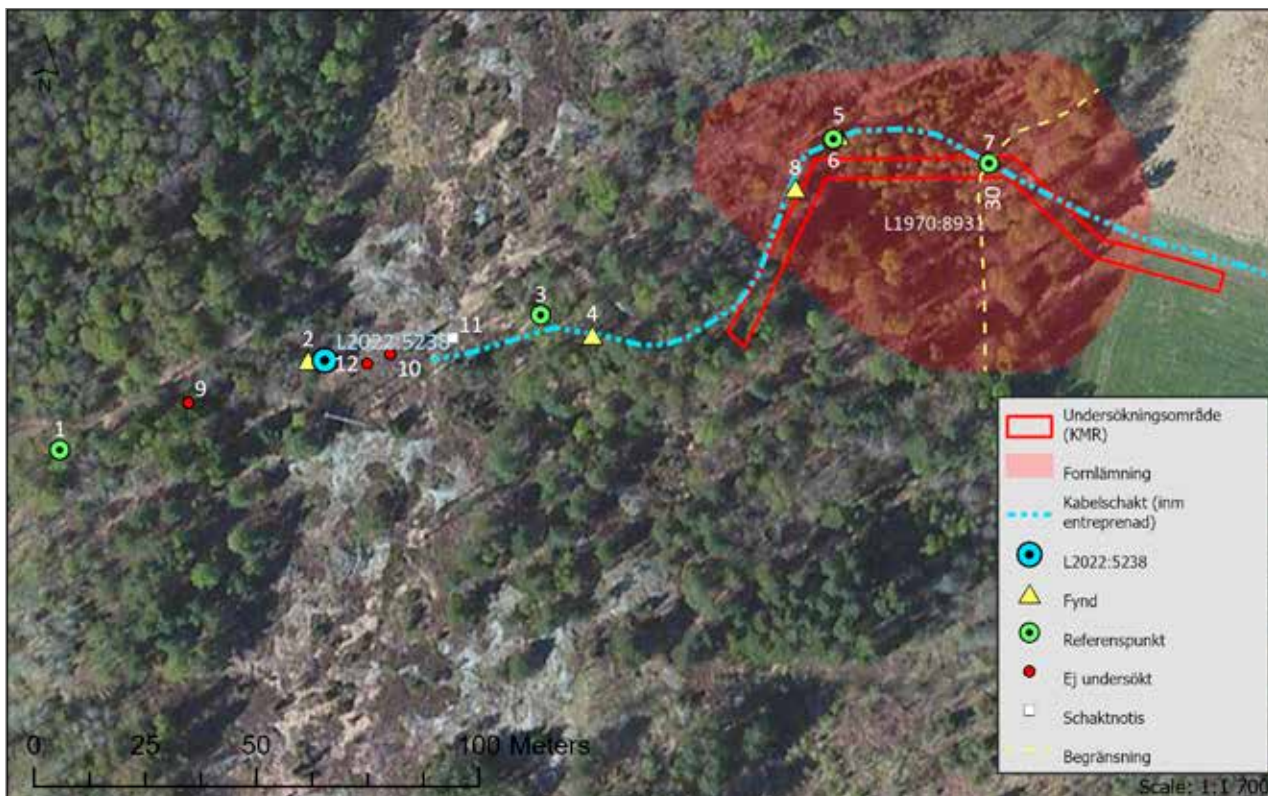 N
5
7
8
6
30
L1970:8931
3
4
11
2
L2022:5238
12
10
9
1
Undersökningsområde
(KMR)
Fornlämning
Kabelschakt (inm
entreprenad)
L2022:5238
Fynd
Referenspunkt
Ej undersökt
Schaktnotis
Begränsning
0 25 50 100 Meters
Scale: 1:1 700